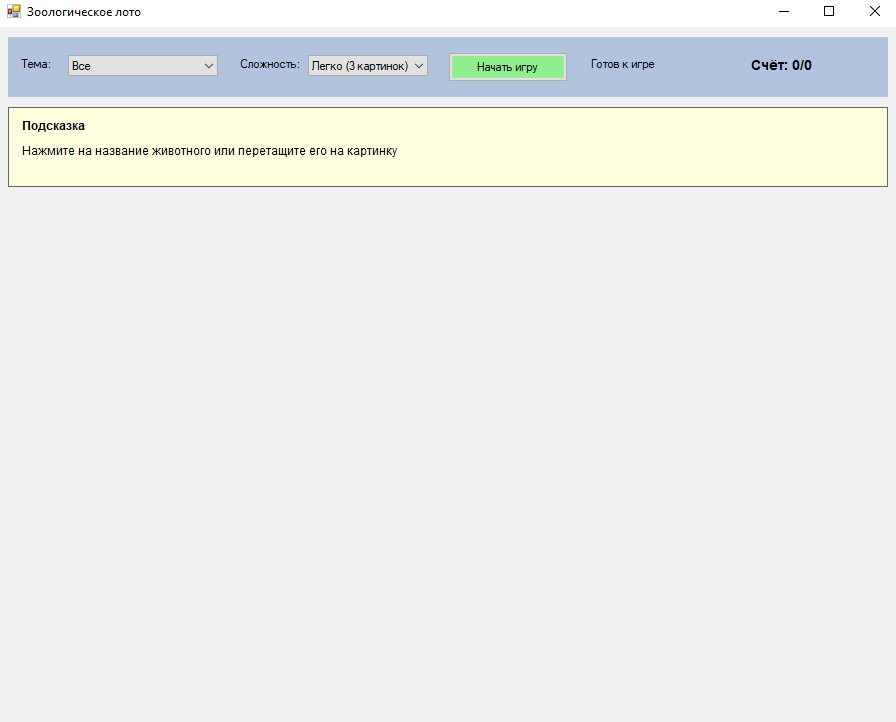 Зоологическое лото
Тема: Все Сложность: Легко (3 картинок) Начать игру Готов к игре Счёт: 0/0
Подсказка
Нажмите на название животного или перетащите его на картинку